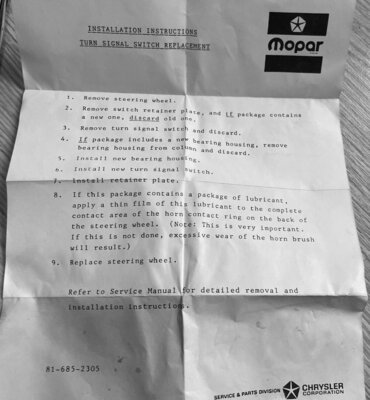 INSTALLATION INSTRUCTIONS
TURN SIGNAL SWITCH REPLACEMENT
Mopar
1. Remove steering wheel.
2. Remove switch retainer plate, and if package contains
a new one, discard old one.
3. Remove turn signal switch and discard.
4. If package includes a new bearing housing, remove
bearing housing from column and discard.
5. Install new bearing housing.
6. Install new turn signal switch.
7. Install retainer plate.
8. If this package contains a package of lubricant,
apply a thin film of this lubricant to the complete
contact area of the horn contact ring on the back of
the steering wheel. (Note: This is very important.
If this is not done, excessive wear of the horn brush
will result.)
9. Replace steering wheel.
Refer to Service Manual for detailed removal and
installation instructions.
81-685-2305
SERVICE & PARTS DIVISION
CHRYSLER
CORPORATION